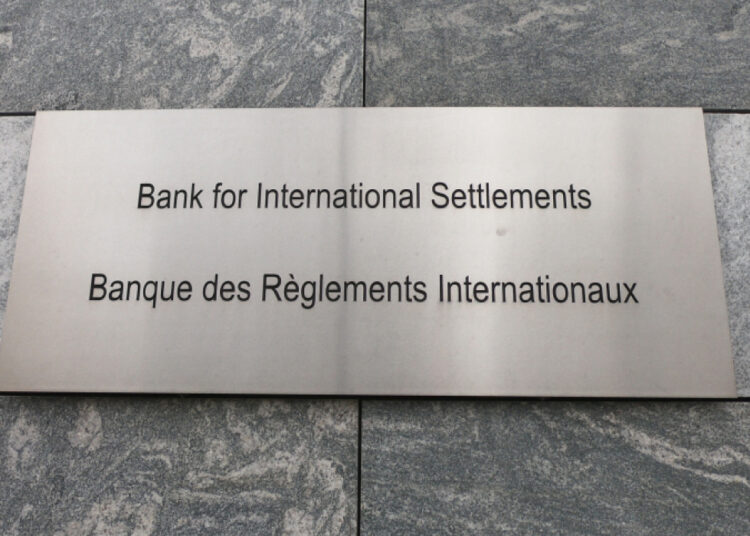 Bank for International Settlements
Banque des Règlements Internationaux